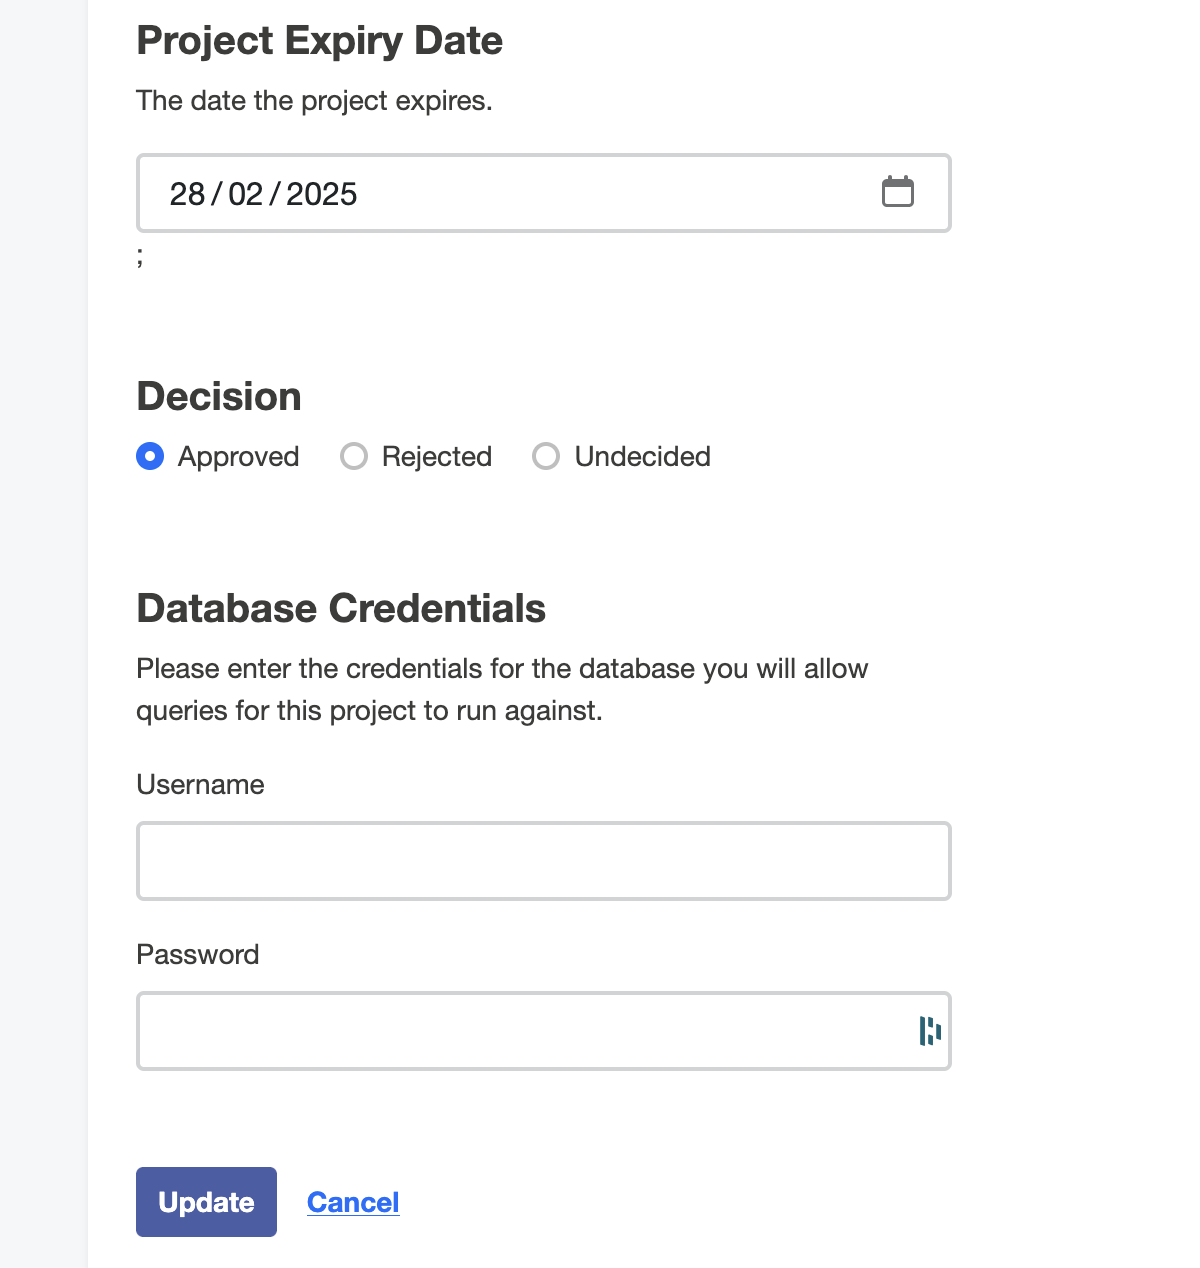 Project Expiry Date
The date the project expires.
28/02/2025
;
Decision
Approved Rejected Undecided
Database Credentials
Please enter the credentials for the database you will allow
queries for this project to run against.
Username
Password
Update Cancel